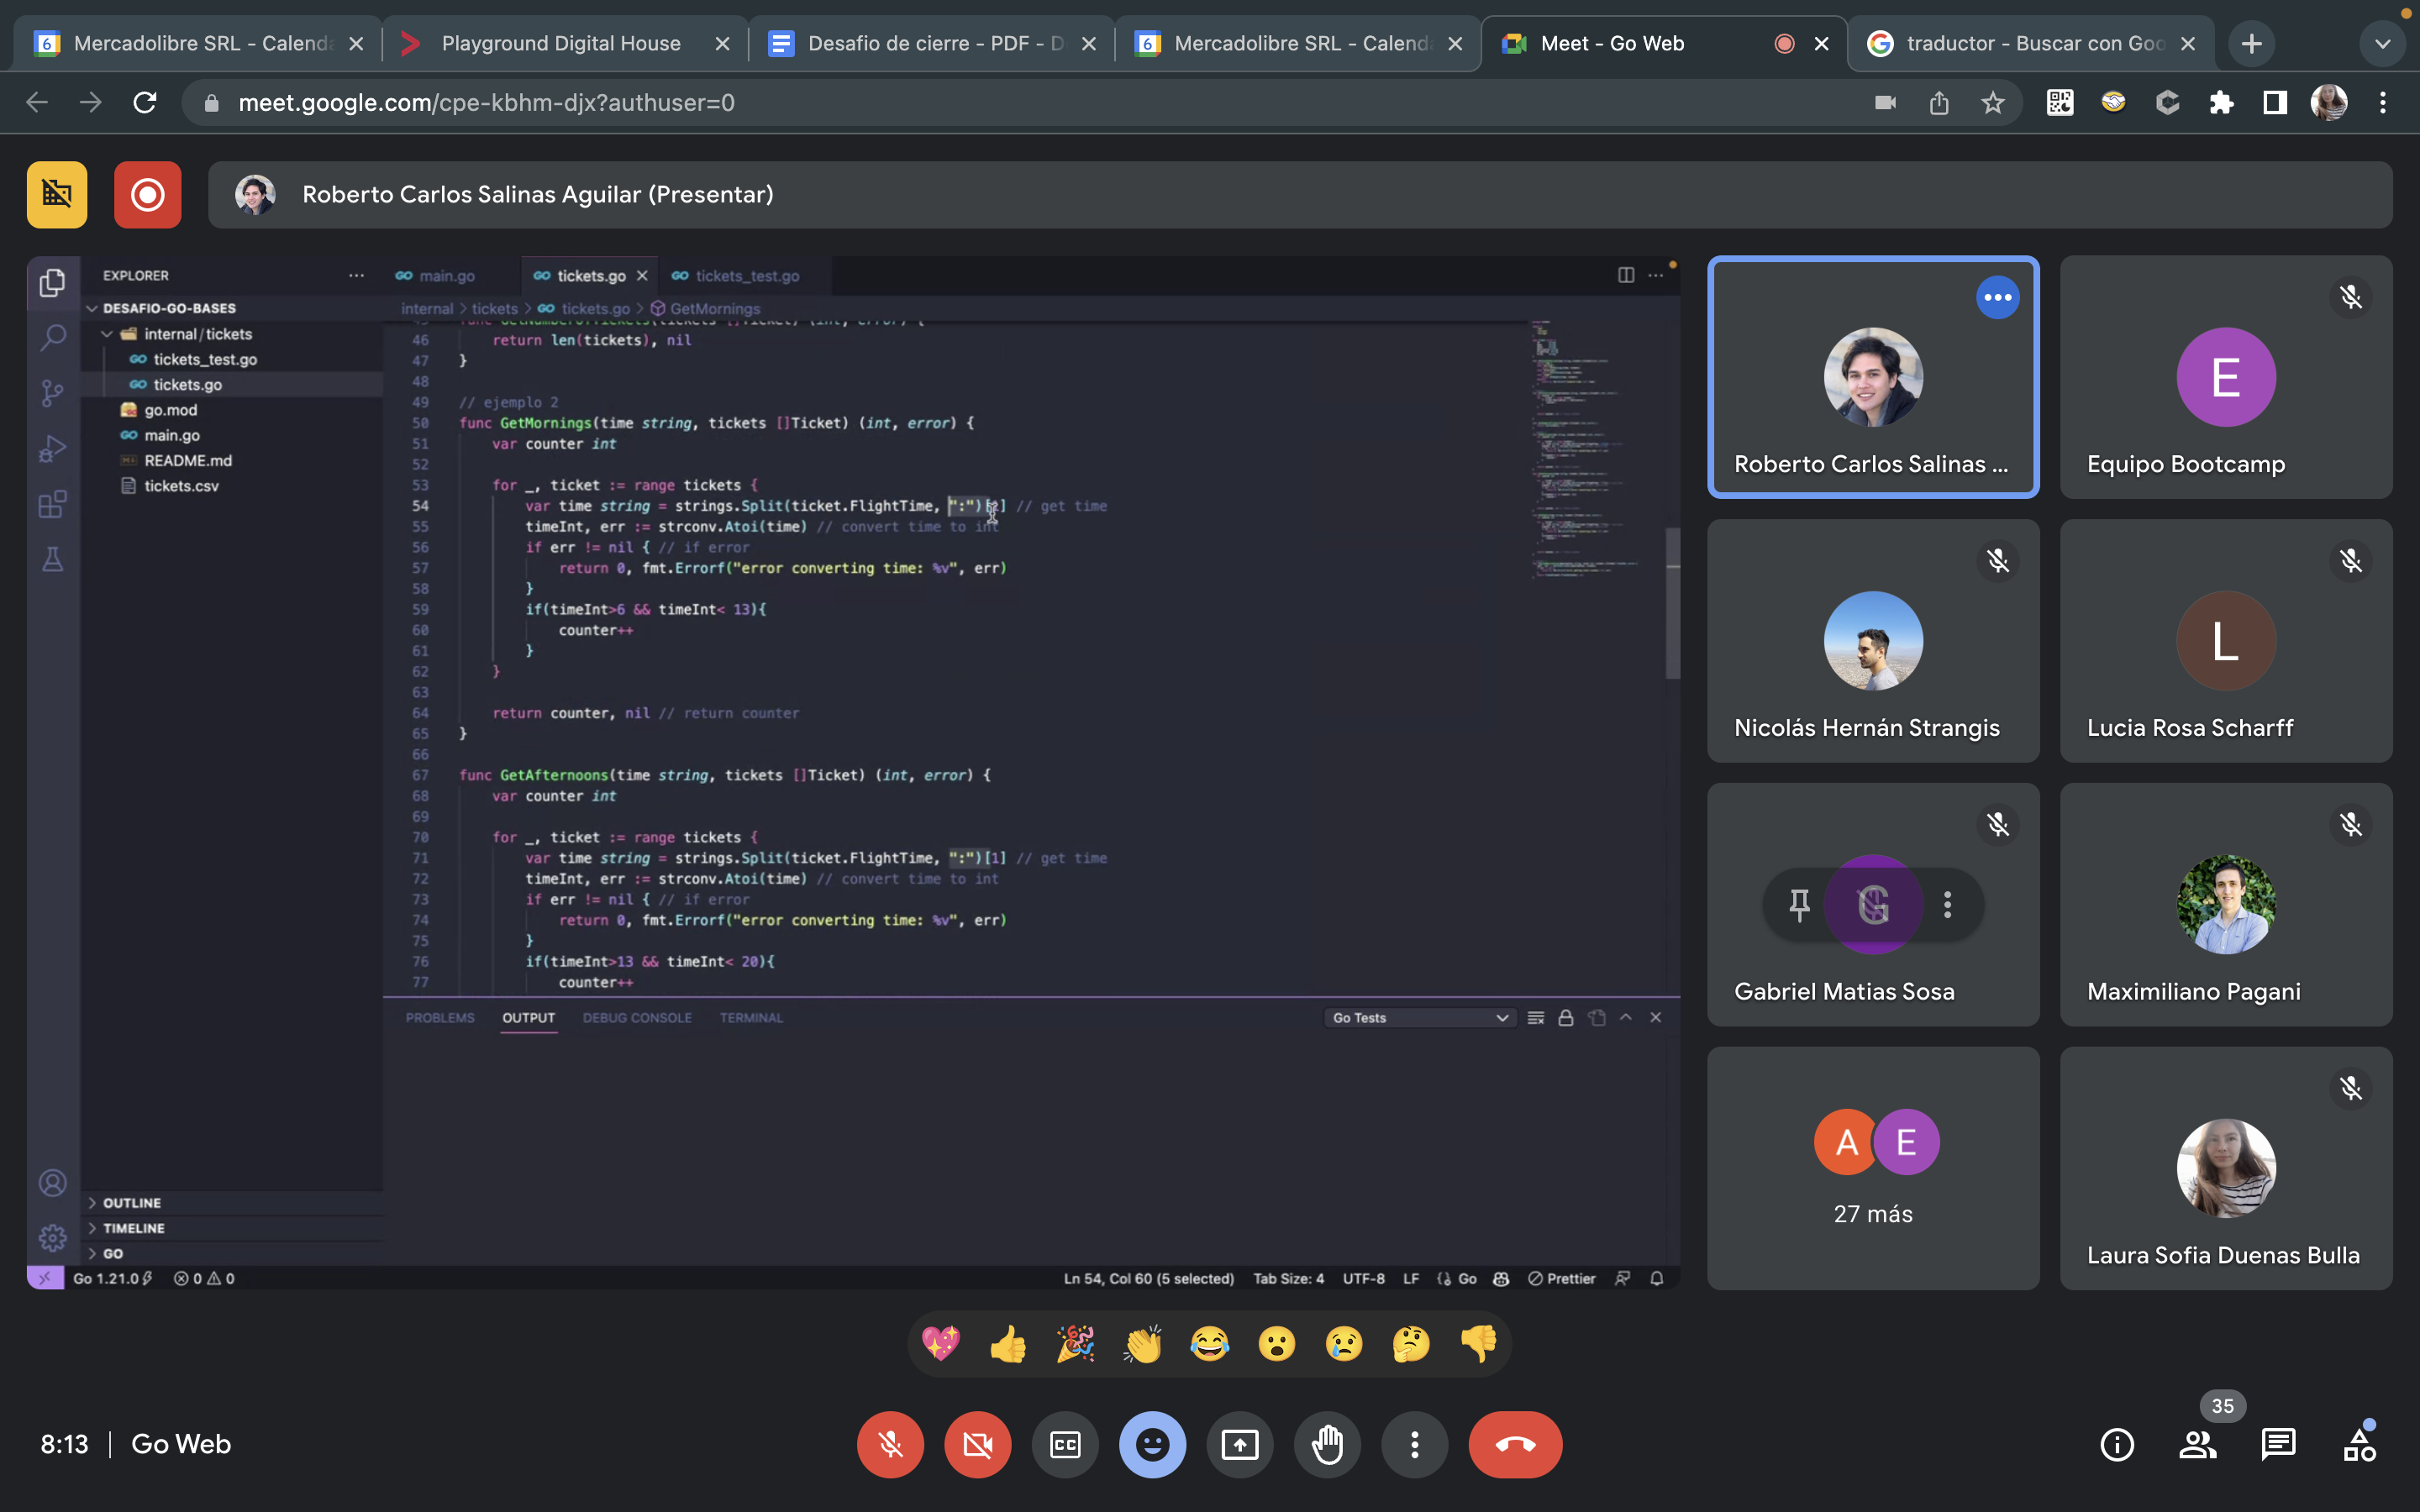 Mercadolibre SRL - Calenda
Playground Digital House
Desafio de cierre - PDF - D
Mercadolibre SRL - Calend
Meet - Go Web
traductor - Buscar con Goo
meet.google.com/cpe-kbhm-djx?authuser=0
Roberto Carlos Salinas Aguilar (Presentar)
EXPLORER
DESAFIO-GO-BASES
internal/tickets
tickets_test.go
tickets.go
go.mod
main.go
README.md
tickets.csv
OUTLINE
TIMELINE
GO
main.go
tickets.go
tickets_test.go
internal > tickets > tickets.go > GetMornings
45 func GetNumberOfTickets(tickets []Ticket) (int, error) {
46 return len(tickets), nil
47 }
48
49 // ejemplo 2
50 func GetMornings(time string, tickets []Ticket) (int, error) {
51 var counter int
52
53 for _, ticket := range tickets {
54 var time string = strings.Split(ticket.FlightTime, ":")[ ] // get time
55 timeInt, err := strconv.Atoi(time) // convert time to int
56 if err != nil { // if error
57 return 0, fmt.Errorf("error converting time: %v", err)
58 }
59 if(timeInt>6 && timeInt< 13){
60 counter++
61 }
62 }
63
64 return counter, nil // return counter
65 }
66
67 func GetAfternoons(time string, tickets []Ticket) (int, error) {
68 var counter int
69
70 for _, ticket := range tickets {
71 var time string = strings.Split(ticket.FlightTime, ":")[1] // get time
72 timeInt, err := strconv.Atoi(time) // convert time to int
73 if err != nil { // if error
74 return 0, fmt.Errorf("error converting time: %v", err)
75 }
76 if(timeInt>13 && timeInt< 20){
77 counter++
PROBLEMS OUTPUT DEBUG CONSOLE TERMINAL
Go Tests
Go 1.21.0 0 0
Ln 54, Col 60 (5 selected) Tab Size: 4 UTF-8 LF Go Prettier
Roberto Carlos Salinas ...
E
Equipo Bootcamp
Nicolás Hernán Strangis
L
Lucia Rosa Scharff
G
Gabriel Matias Sosa
Maximiliano Pagani
A E
27 más
Laura Sofia Duenas Bulla
8:13 | Go Web
CC
35